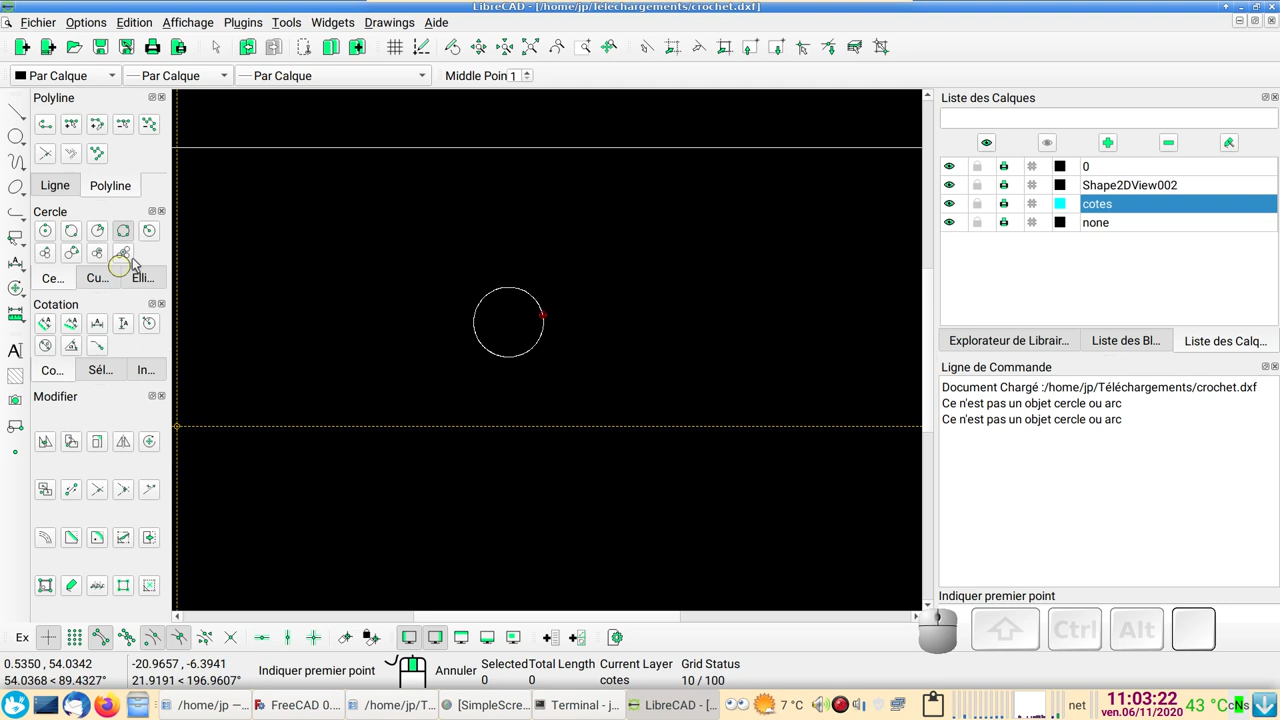 LibreCAD - [/home/jp/Téléchargements/crochet.dxf]
Fichier Options Edition Affichage Plugins Tools Widgets Drawings Aide
Par Calque Par Calque Par Calque Middle Poin 1
Polyline
Ligne Polyline
Cercle
Ce... Cu... Elli...
Cotation
Co... Sél... In...
Modifier
Liste des Calques
0
Shape2DView002
cotes
none
Explorateur de Librair... Liste des Bl... Liste des Calq...
Ligne de Commande
Document Chargé :/home/jp/Téléchargements/crochet.dxf
Ce n'est pas un objet cercle ou arc
Ce n'est pas un objet cercle ou arc
Indiquer premier point
Ctrl Alt
Ex
0.5350 , 54.0342
54.0368 < 89.4327°
-20.9657 , -6.3941
21.9191 < 196.9607°
Indiquer premier point
Annuler
Selected Total Length Current Layer Grid Status
0 0 cotes 10 / 100
/home/jp —... FreeCAD 0.... /home/jp/T... [SimpleScre... Terminal - j... LibreCAD - [...
7 °C
net
11:03:22
ven.06/11/2020
43 °C